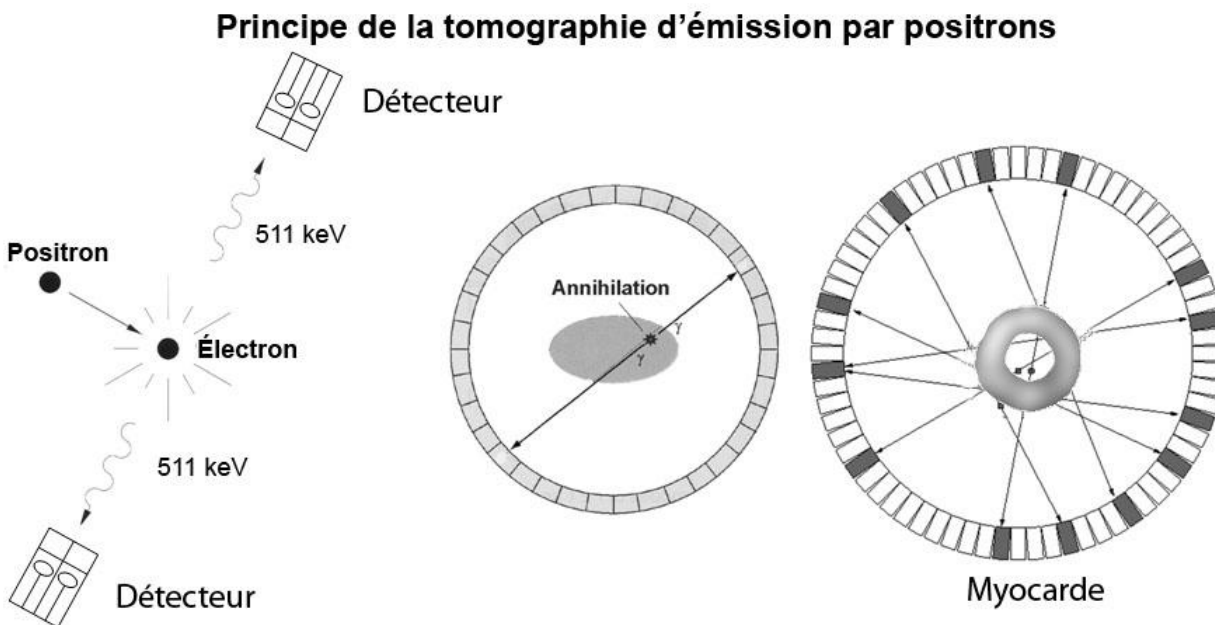 Principe de la tomographie d’émission par positrons
Détecteur
511 keV
Positron
Électron
511 keV
Détecteur
Annihilation
γ
γ
Myocarde